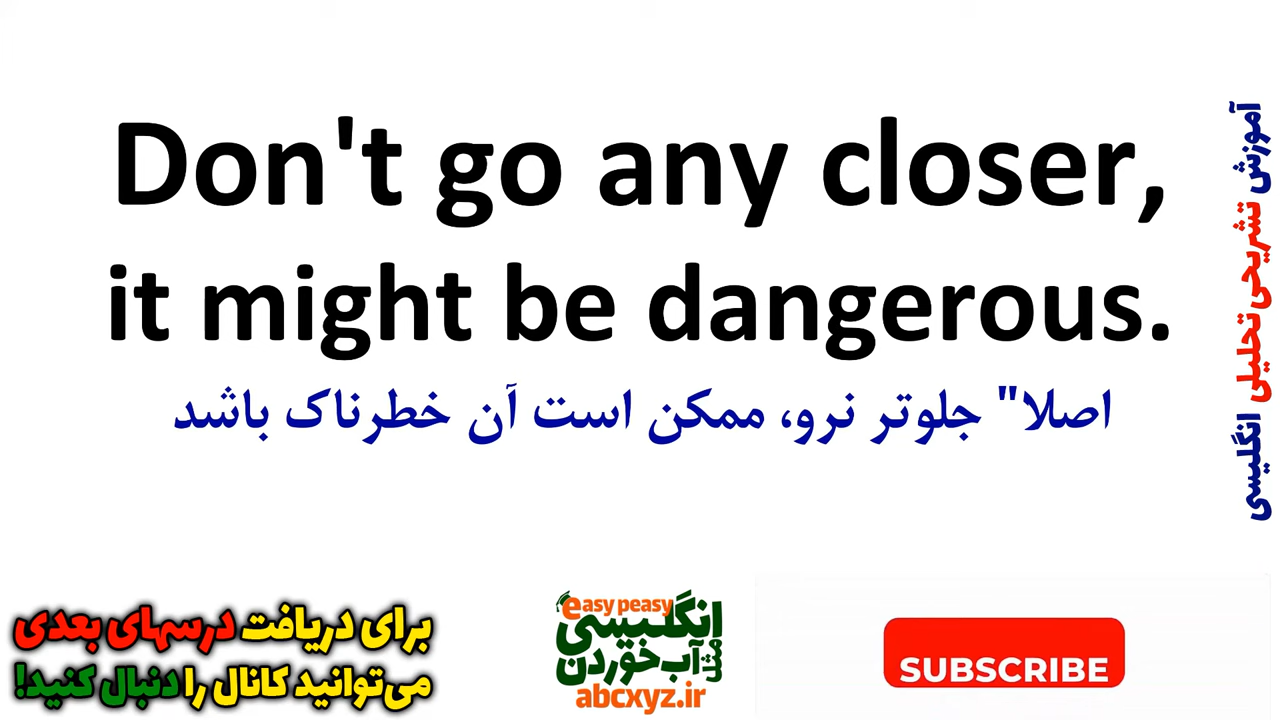 Don't go any closer,
it might be dangerous.
اصلا" جلوتر نرو، ممکن است آن خطرناک باشد
آموزش تشریحی تحلیلی انگلیسی
برای دریافت درسهای بعدی
می‌توانید کانال را دنبال کنید!
easy peasy
انگلیسی
مثل آب خوردن
abcxyz.ir
SUBSCRIBE